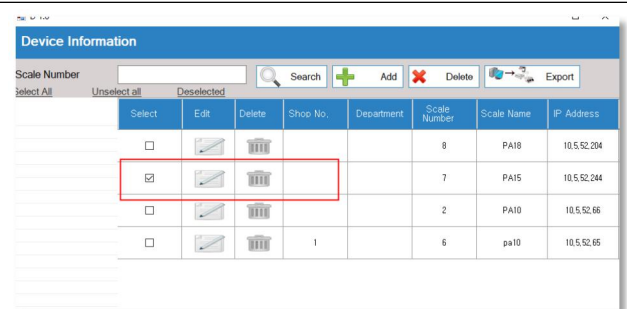 Device Information
Scale Number Search Add Delete Export
Select All Unselect all Deselected
Select Edit Delete Shop No. Department Scale Number Scale Name IP Address
8 PA18 10,5,52,204
7 PA15 10,5,52,244
2 PA10 10,5,52,66
1 6 pa10 10,5,52,65